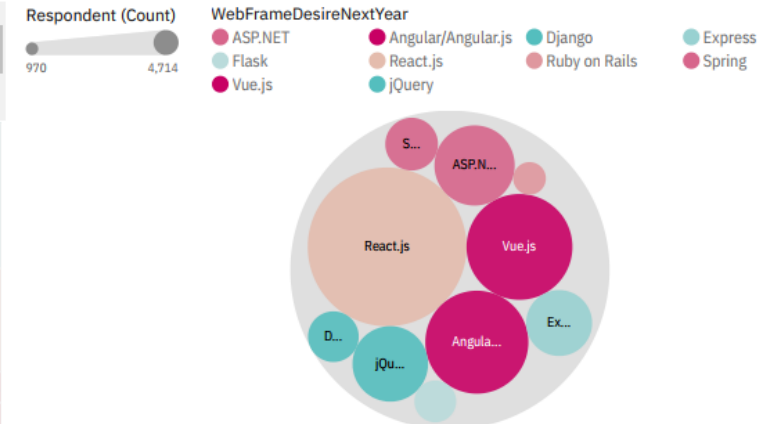 Respondent (Count)
970 4,714
WebFrameDesireNextYear
ASP.NET Angular/Angular.js Django Express
Flask React.js Ruby on Rails Spring
Vue.js jQuery
S...
ASP.N...
React.js
Vue.js
Ex...
D...
Angula...
jQu...